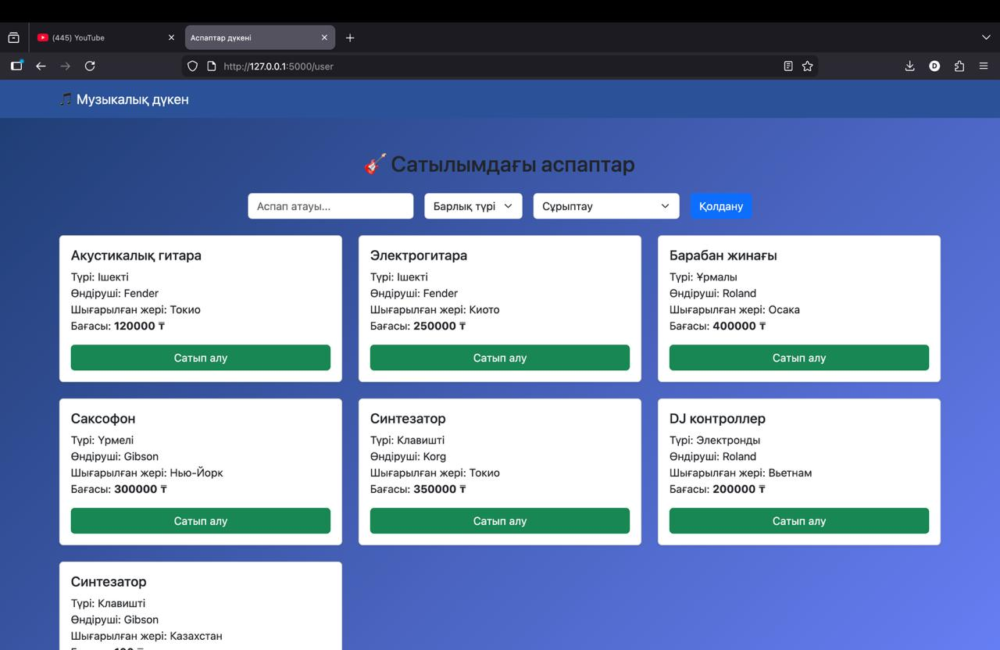 (445) YouTube
Аспаптар дүкені
http://127.0.0.1:5000/user
D
Музыкалық дүкен
Сатылымдағы аспаптар
Аспап атауы...
Барлық түрі
Сұрыптау
Қолдану
Акустикалық гитара
Түрі: Ішекті
Өндіруші: Fender
Шығарылған жері: Токио
Бағасы: 120000 ₸
Сатып алу
Электрогитара
Түрі: Ішекті
Өндіруші: Fender
Шығарылған жері: Киото
Бағасы: 250000 ₸
Сатып алу
Барабан жинағы
Түрі: Ұрмалы
Өндіруші: Roland
Шығарылған жері: Осака
Бағасы: 400000 ₸
Сатып алу
Саксофон
Түрі: Үрмелі
Өндіруші: Gibson
Шығарылған жері: Нью-Йорк
Бағасы: 300000 ₸
Сатып алу
Синтезатор
Түрі: Клавишті
Өндіруші: Korg
Шығарылған жері: Токио
Бағасы: 350000 ₸
Сатып алу
DJ контроллер
Түрі: Электронды
Өндіруші: Roland
Шығарылған жері: Вьетнам
Бағасы: 200000 ₸
Сатып алу
Синтезатор
Түрі: Клавишті
Өндіруші: Gibson
Шығарылған жері: Казахстан